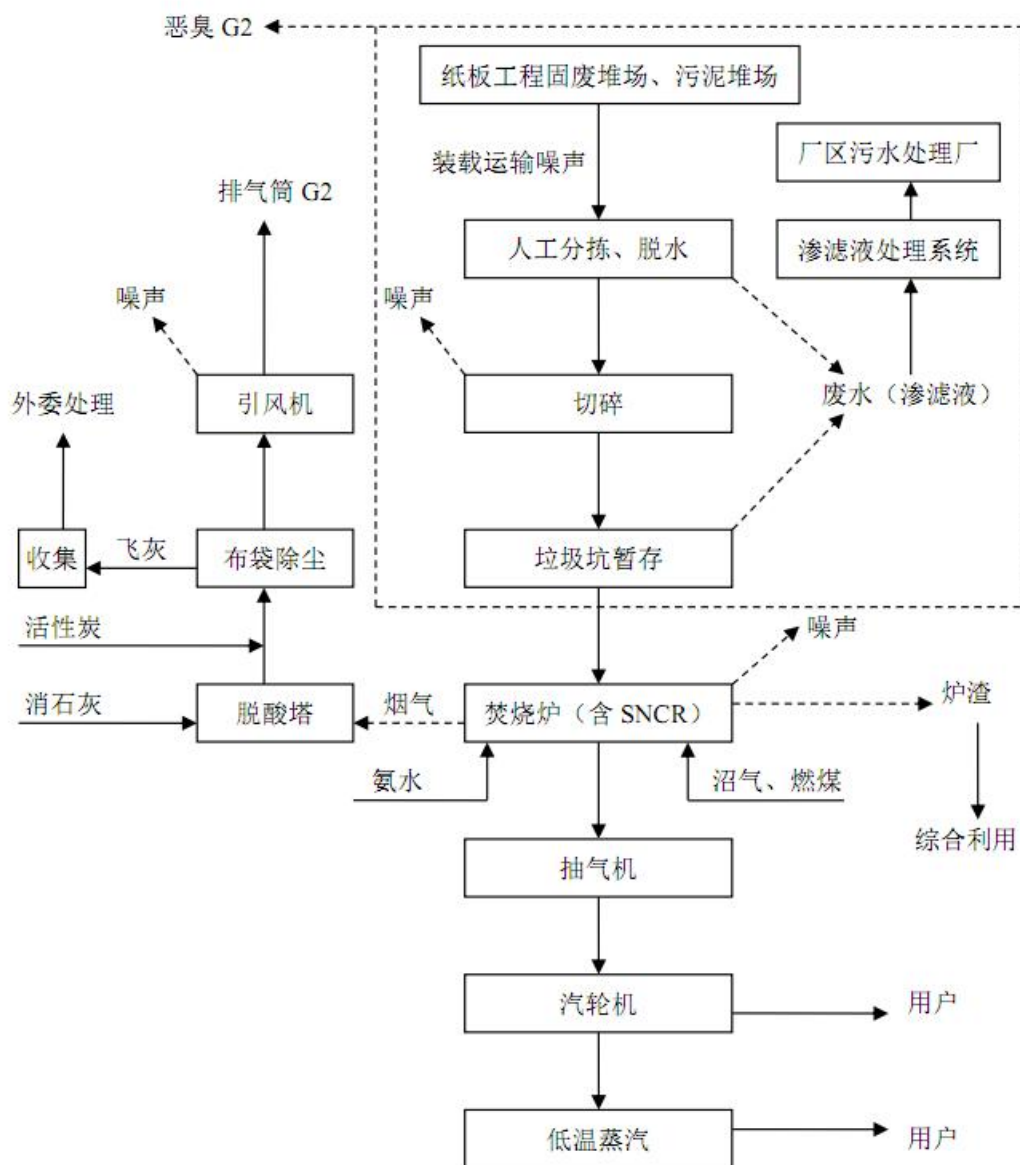 恶臭 G2
纸板工程固废堆场、污泥堆场
装载运输噪声
厂区污水处理厂
排气筒 G2
人工分拣、脱水
渗滤液处理系统
噪声
噪声
外委处理
引风机
切碎
废水（渗滤液）
收集
飞灰
布袋除尘
垃圾坑暂存
活性炭
噪声
消石灰
脱酸塔
烟气
焚烧炉（含 SNCR）
炉渣
氨水
沼气、燃煤
综合利用
抽气机
汽轮机
用户
低温蒸汽
用户